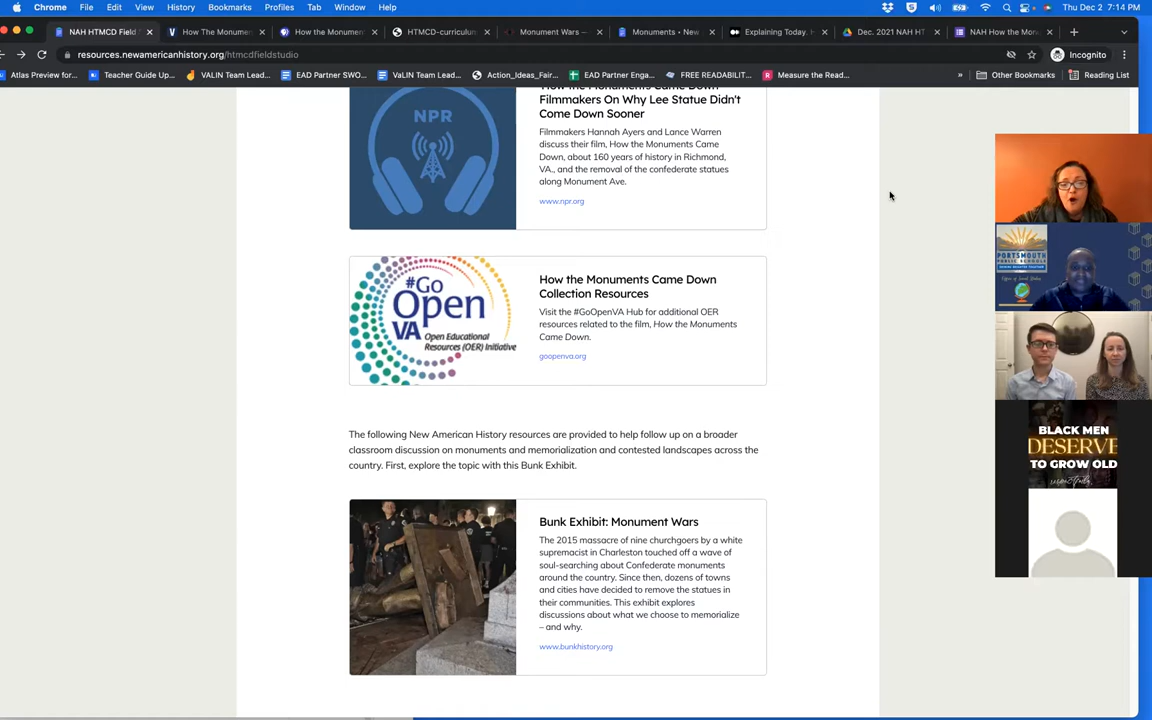 Chrome File Edit View History Bookmarks Profiles Tab Window Help Thu Dec 2 7:14 PM
NAH HTMCD Field How The Monumen How the Monumen HTMCD-curriculum Monument Wars — Monuments • New Explaining Today. H Dec. 2021 NAH HT NAH How the Mon
resources.newamericanhistory.org/htmcdfieldstudio Incognito
Atlas Preview for... Teacher Guide Up... VALIN Team Lead... EAD Partner SWO... VaLIN Team Lead... Action_Ideas_Fair... EAD Partner Enga... FREE READABILIT... Measure the Read... » Other Bookmarks Reading List
NPR
How the Monuments Came Down
Filmmakers On Why Lee Statue Didn't
Come Down Sooner
Filmmakers Hannah Ayers and Lance Warren
discuss their film, How the Monuments Came
Down, about 160 years of history in Richmond,
VA., and the removal of the confederate statues
along Monument Ave.
www.npr.org
#Go
Open
VA
Open Educational
Resources (OER) Initiative
How the Monuments Came Down
Collection Resources
Visit the #GoOpenVA Hub for additional OER
resources related to the film, How the Monuments
Came Down.
goopenva.org
The following New American History resources are provided to help follow up on a broader
classroom discussion on monuments and memorialization and contested landscapes across the
country. First, explore the topic with this Bunk Exhibit.
Bunk Exhibit: Monument Wars
The 2015 massacre of nine churchgoers by a white
supremacist in Charleston touched off a wave of
soul-searching about Confederate monuments
around the country. Since then, dozens of towns
and cities have decided to remove the statues in
their communities. This exhibit explores
discussions about what we choose to memorialize
– and why.
www.bunkhistory.org
PORTSMOUTH
PUBLIC SCHOOLS
BLACK MEN
DESERVE
TO GROW OLD